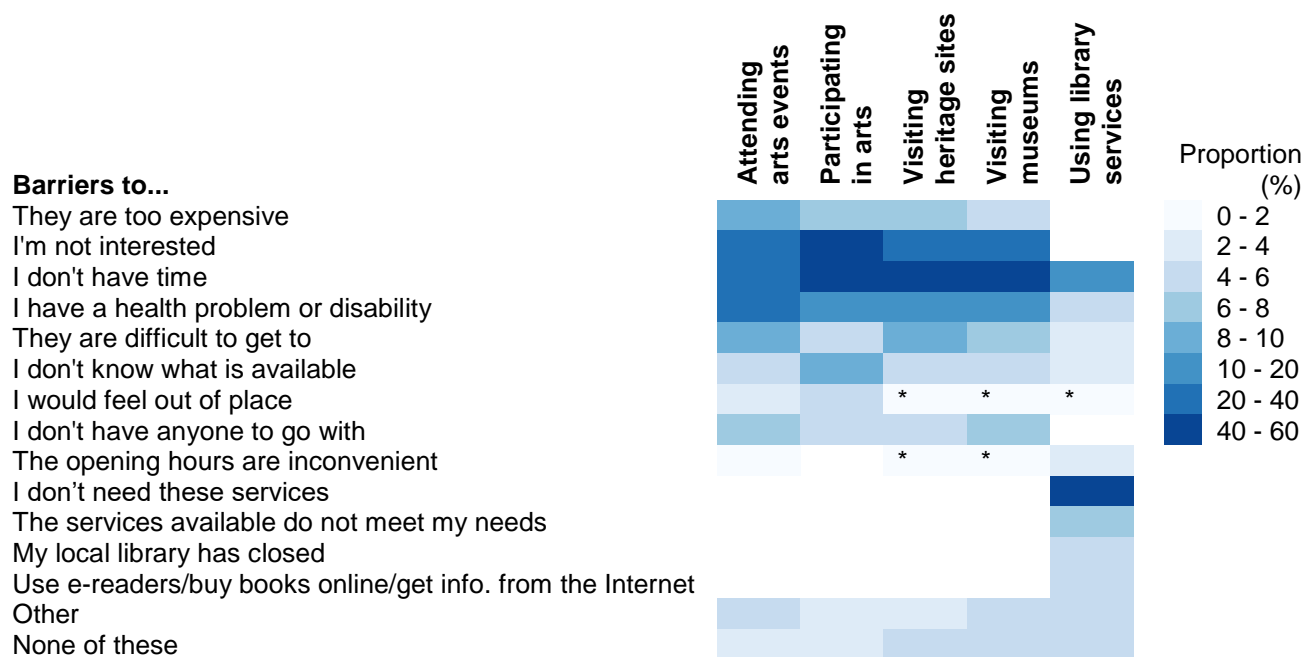 Attending
arts events
Participating
in arts
Visiting
heritage sites
Visiting
museums
Using library
services
Proportion
(%)
Barriers to...
They are too expensive
0 - 2
I'm not interested
2 - 4
I don't have time
4 - 6
I have a health problem or disability
6 - 8
They are difficult to get to
8 - 10
I don't know what is available
10 - 20
I would feel out of place * * *
20 - 40
I don't have anyone to go with
40 - 60
The opening hours are inconvenient * *
I don’t need these services
The services available do not meet my needs
My local library has closed
Use e-readers/buy books online/get info. from the Internet
Other
None of these